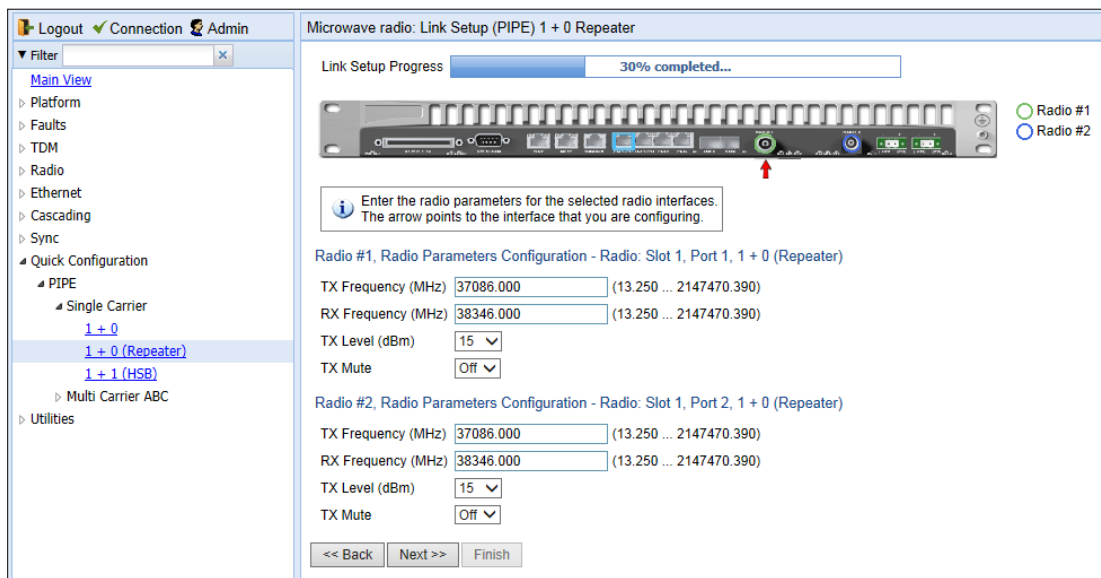 Logout Connection Admin
Filter
Main View
Platform
Faults
TDM
Radio
Ethernet
Cascading
Sync
Quick Configuration
PIPE
Single Carrier
1 + 0
1 + 0 (Repeater)
1 + 1 (HSB)
Multi Carrier ABC
Utilities
Microwave radio: Link Setup (PIPE) 1 + 0 Repeater
Link Setup Progress 30% completed...
Radio #1
Radio #2
Enter the radio parameters for the selected radio interfaces.
The arrow points to the interface that you are configuring.
Radio #1, Radio Parameters Configuration - Radio: Slot 1, Port 1, 1 + 0 (Repeater)
TX Frequency (MHz) 37086.000 (13.250 ... 2147470.390)
RX Frequency (MHz) 38346.000 (13.250 ... 2147470.390)
TX Level (dBm) 15
TX Mute Off
Radio #2, Radio Parameters Configuration - Radio: Slot 1, Port 2, 1 + 0 (Repeater)
TX Frequency (MHz) 37086.000 (13.250 ... 2147470.390)
RX Frequency (MHz) 38346.000 (13.250 ... 2147470.390)
TX Level (dBm) 15
TX Mute Off
<< Back Next >> Finish